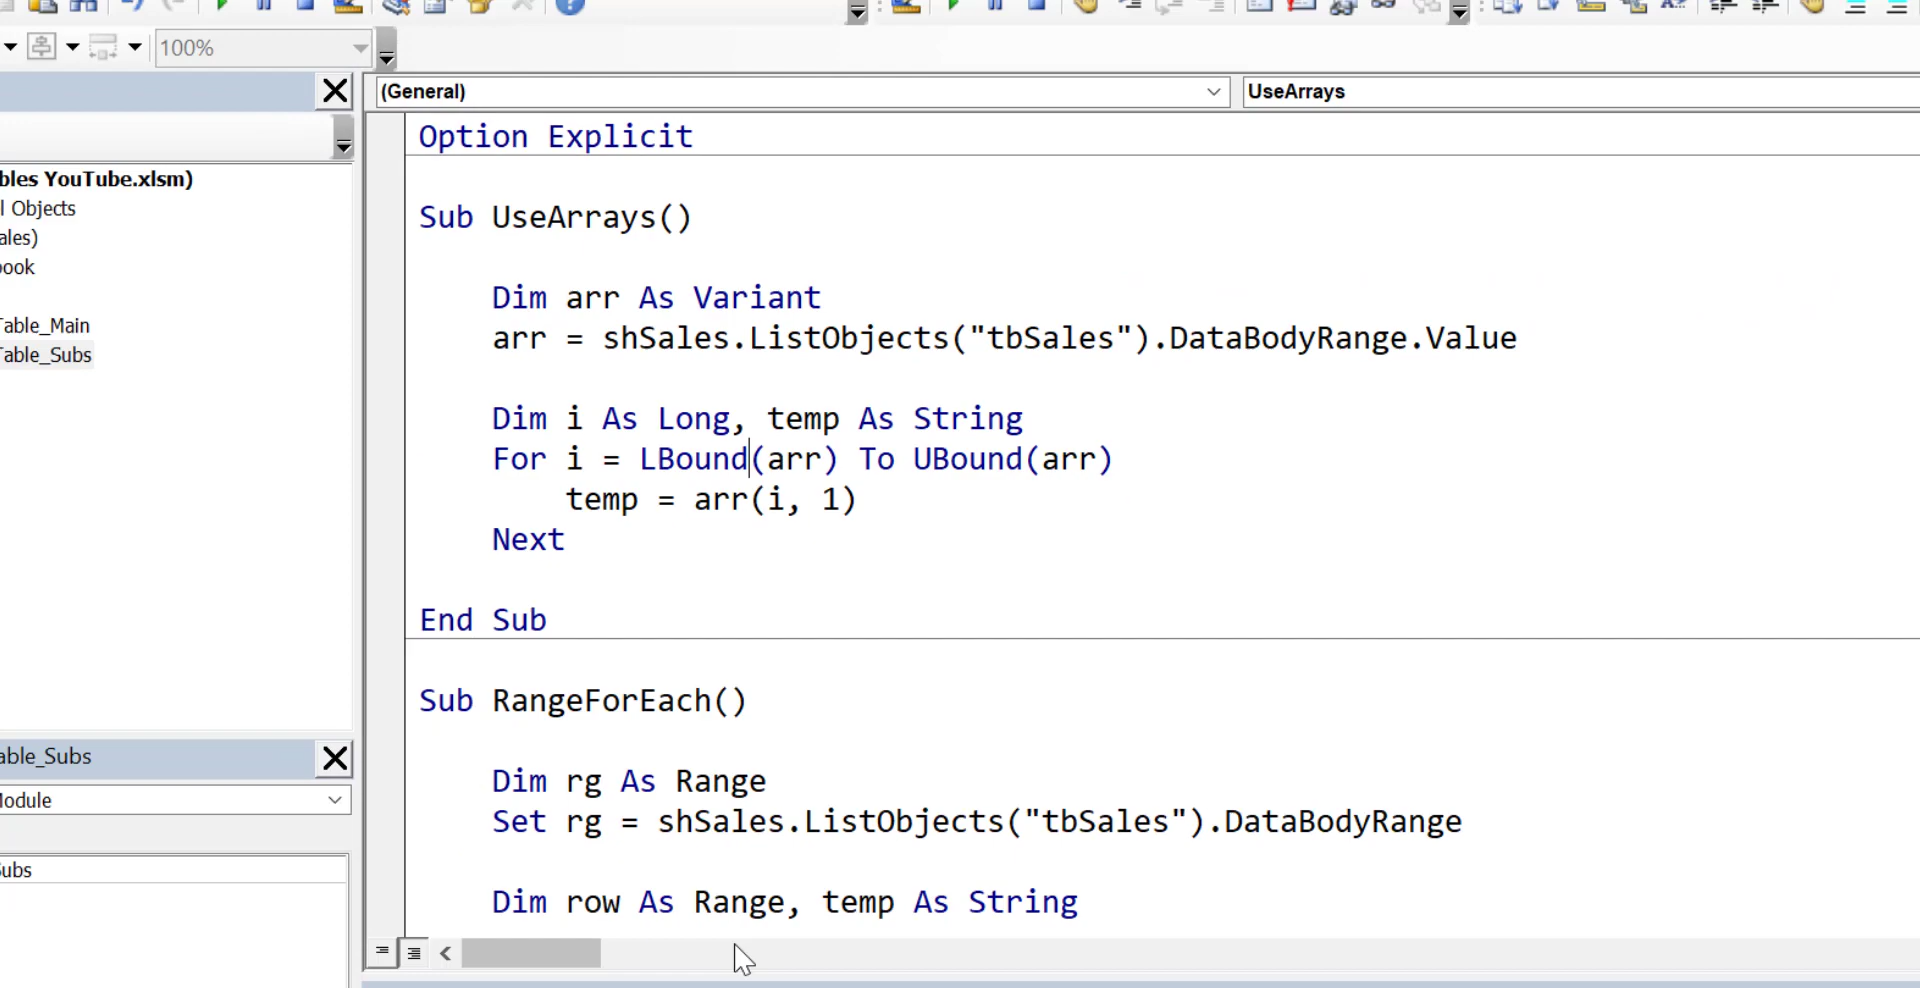 100%
(General)
UseArrays
bles YouTube.xlsm)
l Objects
ales)
ook
Table_Main
Table_Subs
able_Subs
Module
Subs
Option Explicit
Sub UseArrays()
Dim arr As Variant
arr = shSales.ListObjects("tbSales").DataBodyRange.Value
Dim i As Long, temp As String
For i = LBound(arr) To UBound(arr)
temp = arr(i, 1)
Next
End Sub
Sub RangeForEach()
Dim rg As Range
Set rg = shSales.ListObjects("tbSales").DataBodyRange
Dim row As Range, temp As String